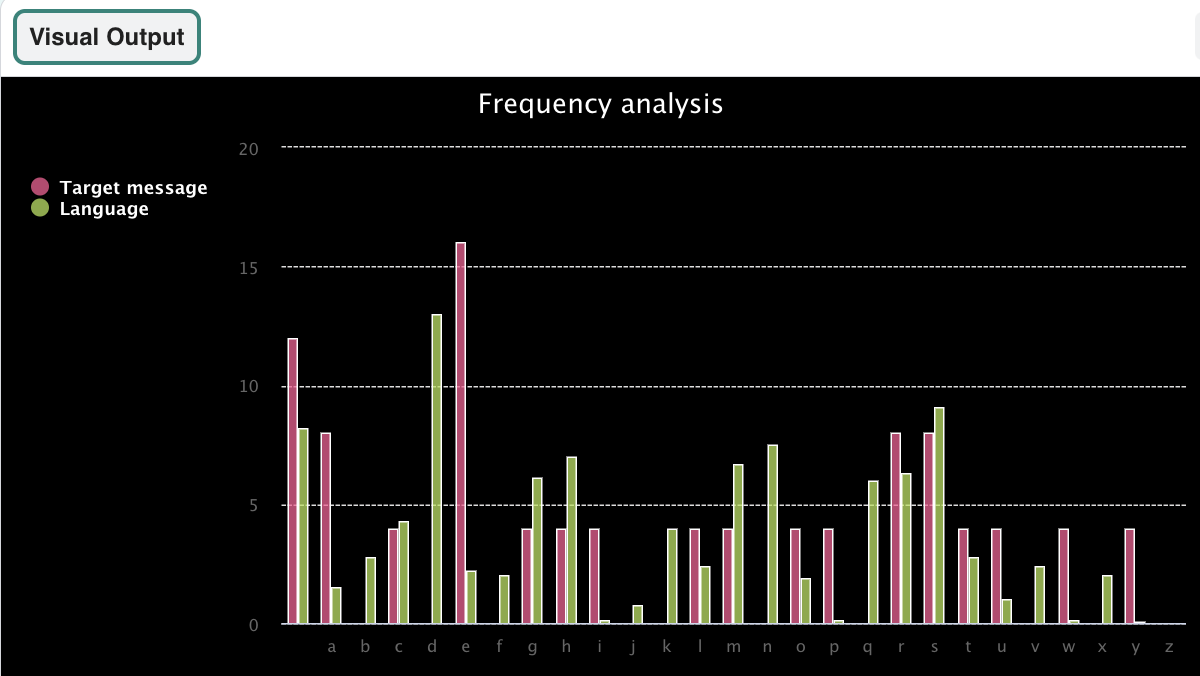 Visual Output
Frequency analysis
20
Target message
Language
15
10
5
0
a b c d e f g h i j k l m n o p q r s t u v w x y z